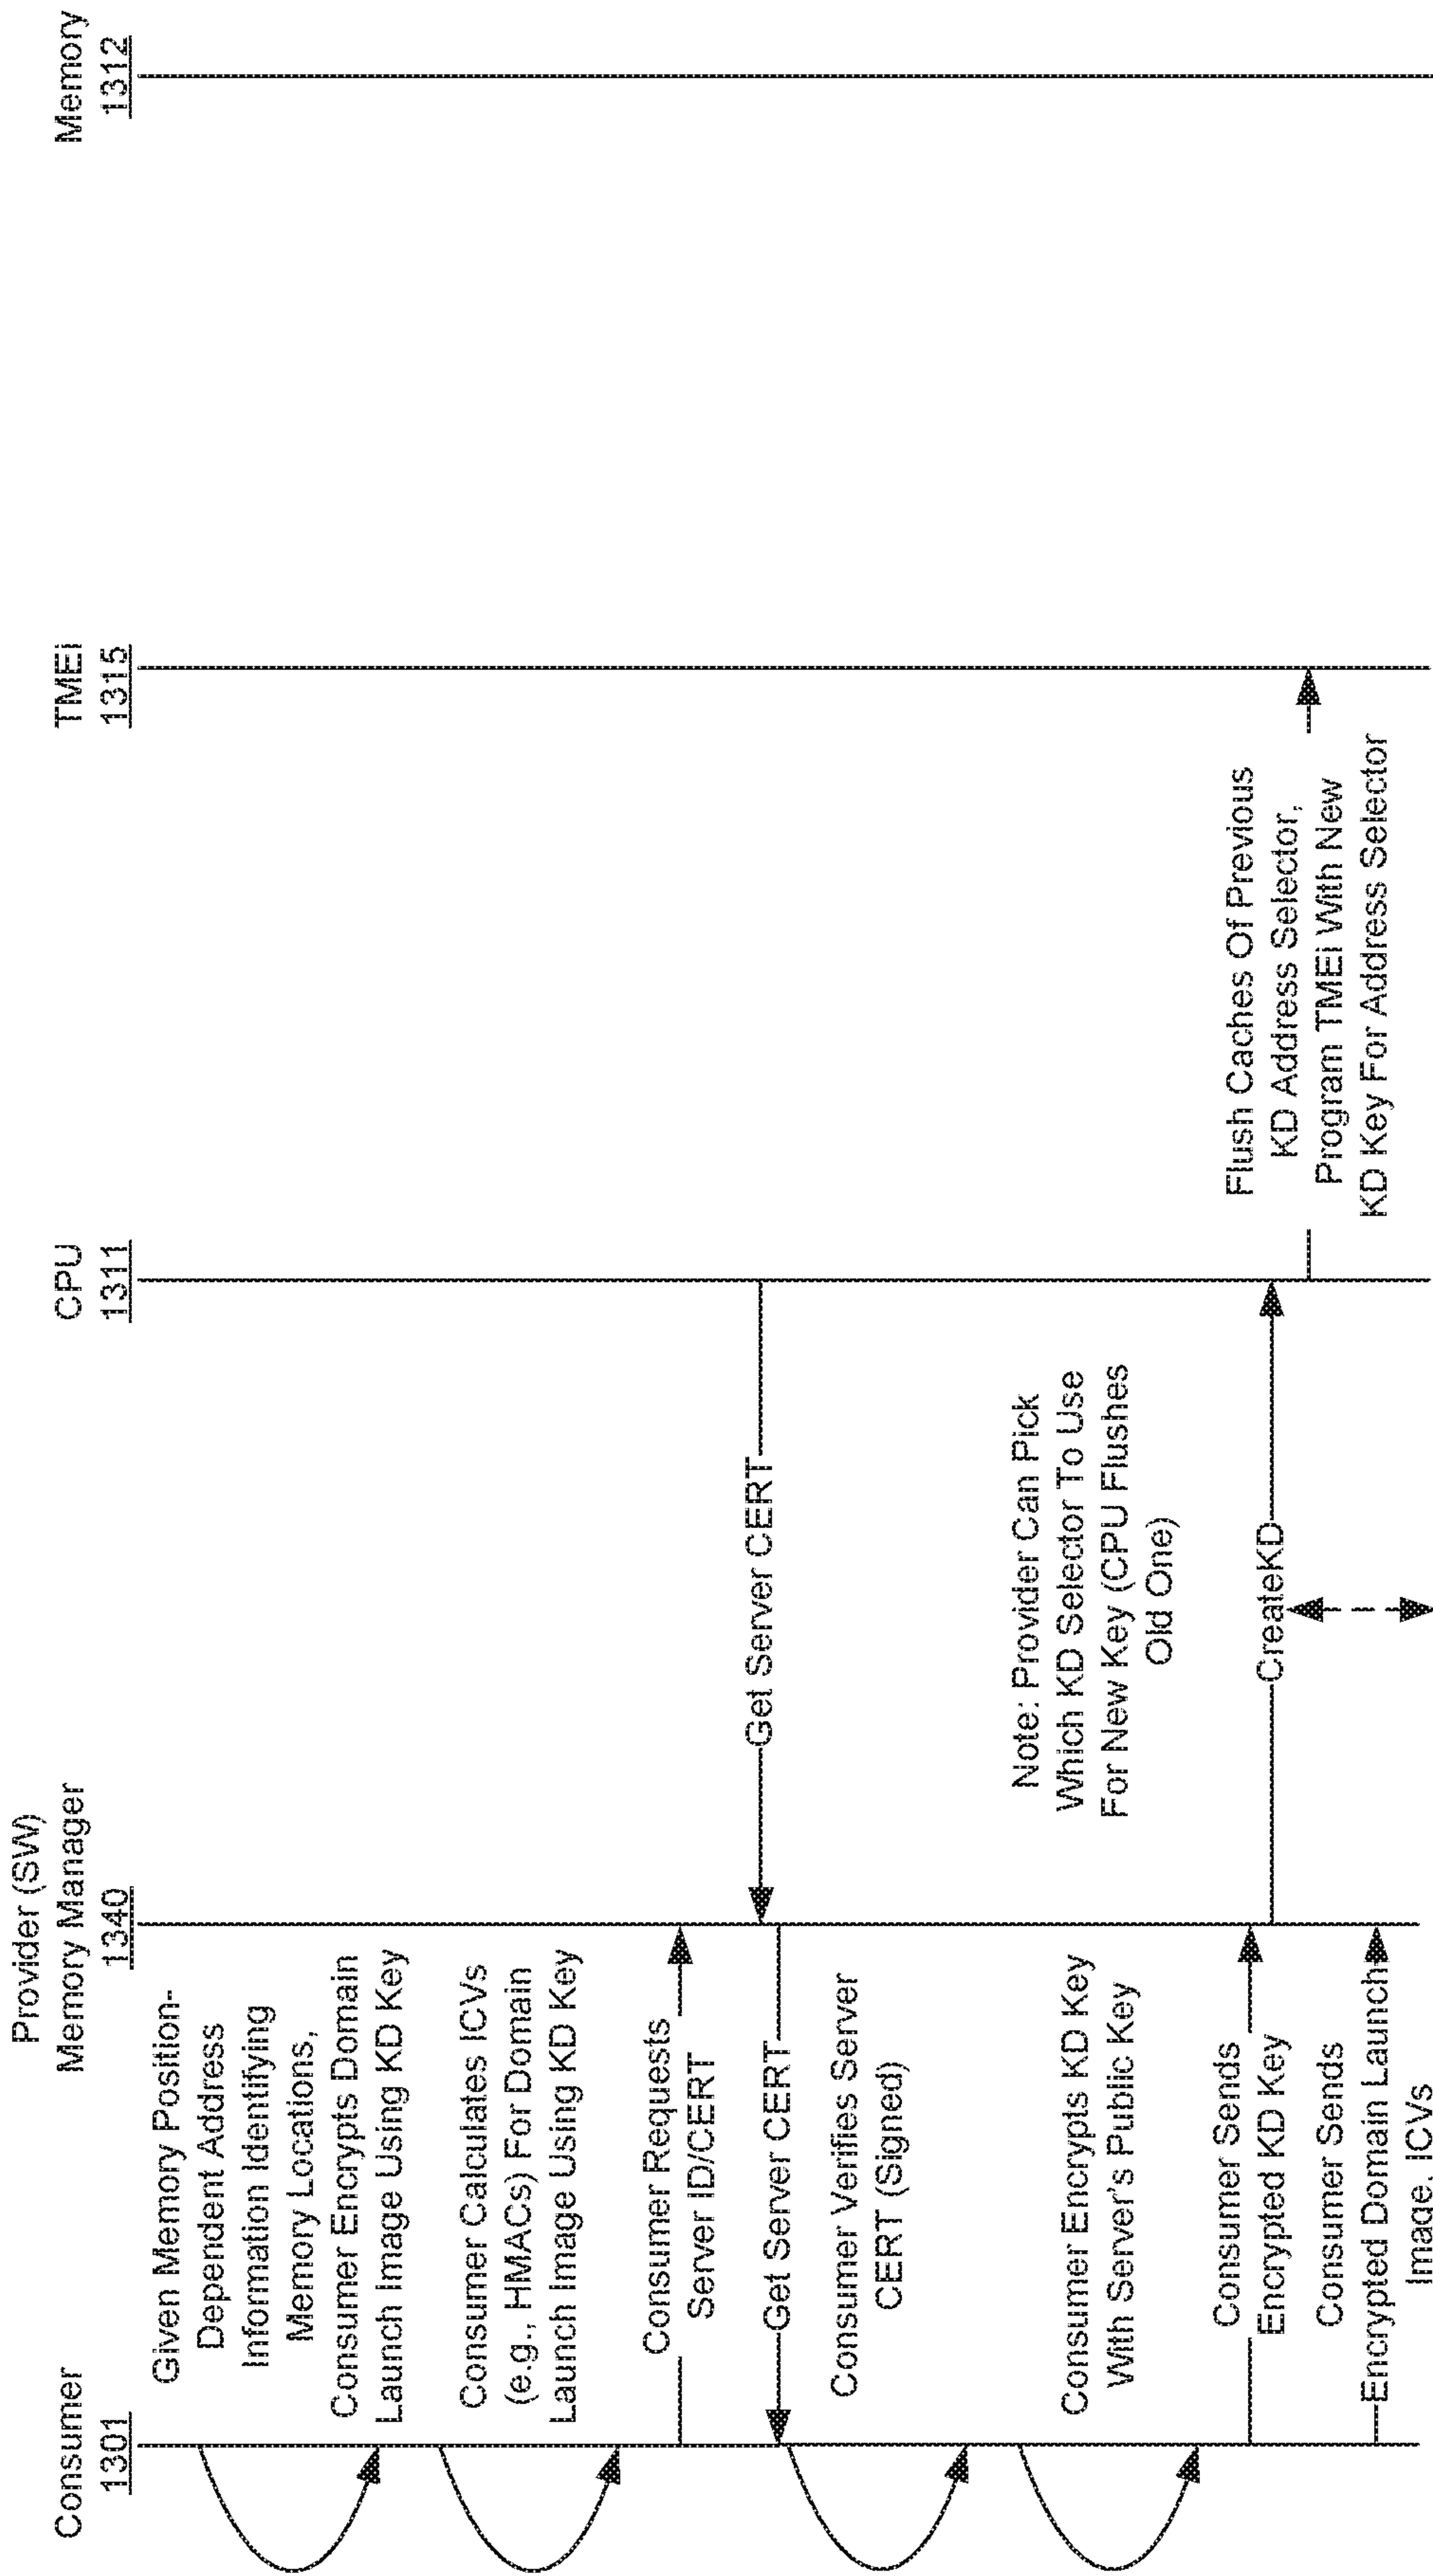 Consumer
1301
Provider (SW)
Memory Manager
1340
CPU
1311
TMEi
1315
Memory
1312
Given Memory Position-
Dependent Address
Information Identifying
Memory Locations,
Consumer Encrypts Domain
Launch Image Using KD Key
Consumer Calculates ICVs
(e.g., HMACs) For Domain
Launch Image Using KD Key
Consumer Requests
Server ID/CERT
Get Server CERT
Get Server CERT
Consumer Verifies Server
CERT (Signed)
Note: Provider Can Pick
Which KD Selector To Use
For New Key (CPU Flushes
Old One)
Consumer Encrypts KD Key
With Server's Public Key
Consumer Sends
Encrypted KD Key
CreateKD
Flush Caches Of Previous
KD Address Selector,
Program TMEi With New
KD Key For Address Selector
Consumer Sends
Encrypted Domain Launch
Image, ICVs